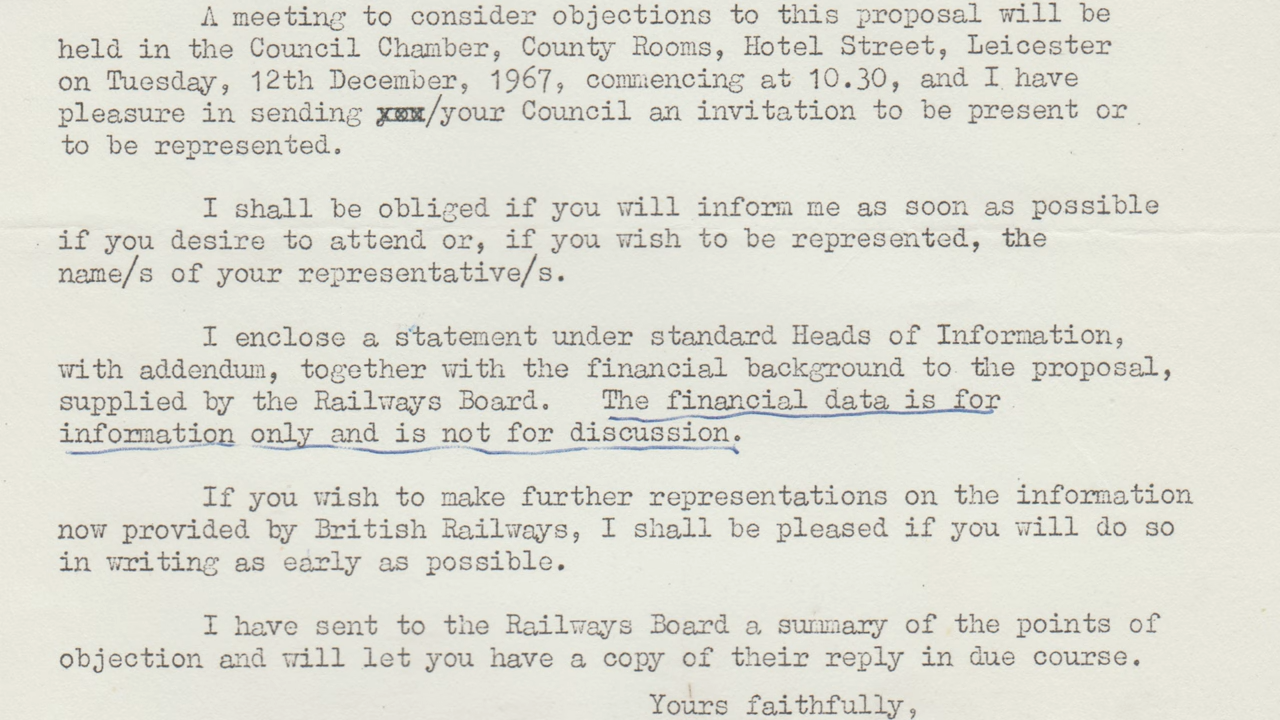 A meeting to consider objections to this proposal will be
held in the Council Chamber, County Rooms, Hotel Street, Leicester
on Tuesday, 12th December, 1967, commencing at 10.30, and I have
pleasure in sending you/your Council an invitation to be present or
to be represented.
I shall be obliged if you will inform me as soon as possible
if you desire to attend or, if you wish to be represented, the
name/s of your representative/s.
I enclose a statement under standard Heads of Information,
with addendum, together with the financial background to the proposal,
supplied by the Railways Board. The financial data is for
information only and is not for discussion.
If you wish to make further representations on the information
now provided by British Railways, I shall be pleased if you will do so
in writing as early as possible.
I have sent to the Railways Board a summary of the points of
objection and will let you have a copy of their reply in due course.
Yours faithfully,